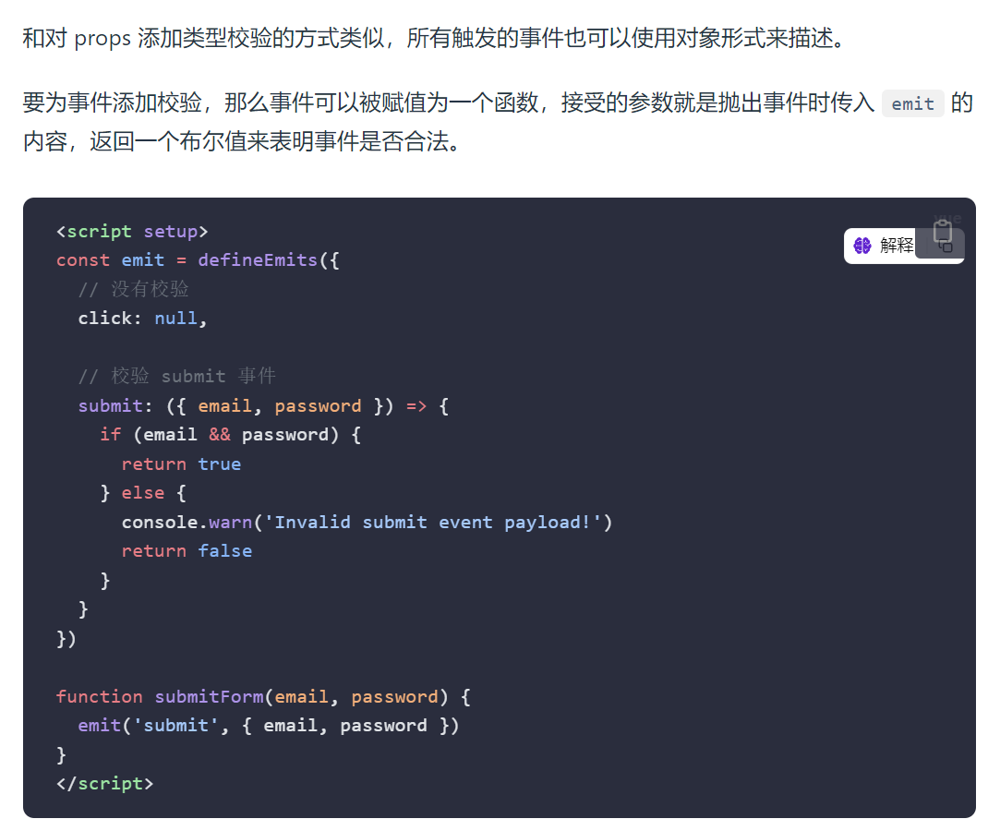 和对 props 添加类型校验的方式类似，所有触发的事件也可以使用对象形式来描述。
要为事件添加校验，那么事件可以被赋值为一个函数，接受的参数就是抛出事件时传入 emit 的
内容，返回一个布尔值来表明事件是否合法。
vue
解释
<script setup>
const emit = defineEmits({
  // 没有校验
  click: null,

  // 校验 submit 事件
  submit: ({ email, password }) => {
    if (email && password) {
      return true
    } else {
      console.warn('Invalid submit event payload!')
      return false
    }
  }
})

function submitForm(email, password) {
  emit('submit', { email, password })
}
</script>